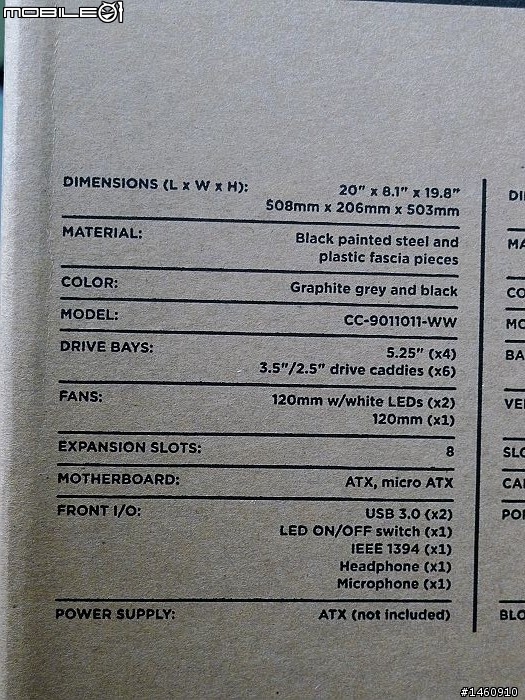 MOBILE01
DIMENSIONS (L x W x H): 20" x 8.1" x 19.8"
508mm x 206mm x 503mm
MATERIAL: Black painted steel and
plastic fascia pieces
COLOR: Graphite grey and black
MODEL: CC-9011011-WW
DRIVE BAYS: 5.25" (x4)
3.5"/2.5" drive caddies (x6)
FANS: 120mm w/white LEDs (x2)
120mm (x1)
EXPANSION SLOTS: 8
MOTHERBOARD: ATX, micro ATX
FRONT I/O: USB 3.0 (x2)
LED ON/OFF switch (x1)
IEEE 1394 (x1)
Headphone (x1)
Microphone (x1)
POWER SUPPLY: ATX (not included)
#1460910